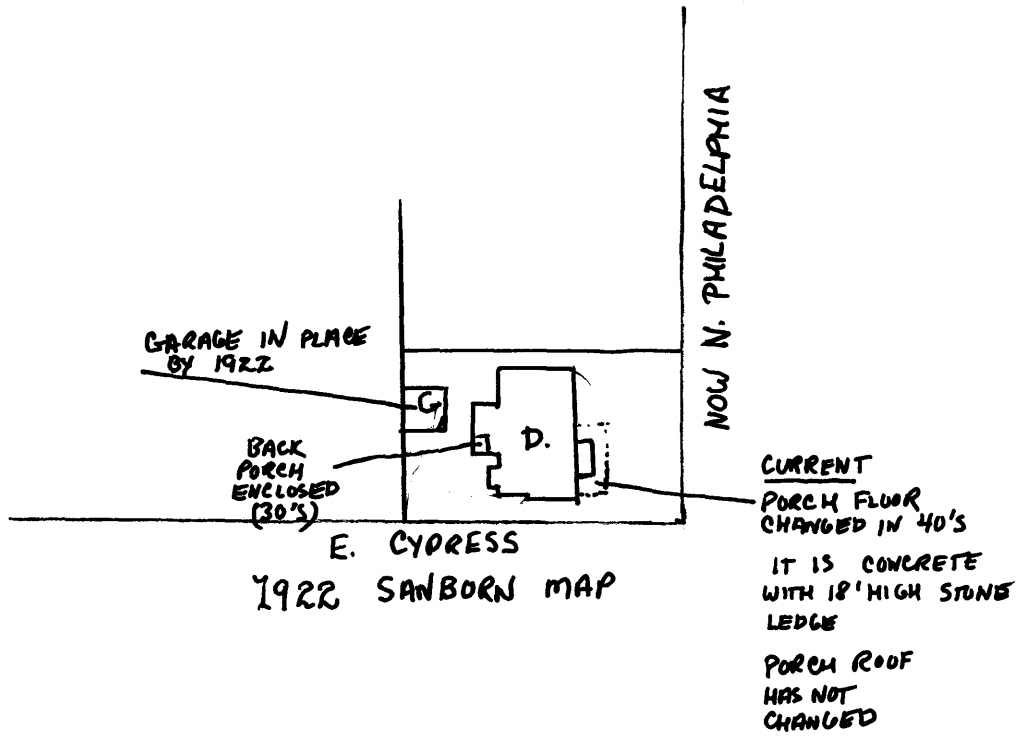 NOW N. PHILADELPHIA
GARAGE IN PLACE
BY 1922
G
D.
BACK
PORCH
ENCLOSED
(30'S)
E. CYPRESS
1922 SANBORN MAP
CURRENT
PORCH FLOOR
CHANGED IN 40'S
IT IS CONCRETE
WITH 18' HIGH STONE
LEDGE
PORCH ROOF
HAS NOT
CHANGED